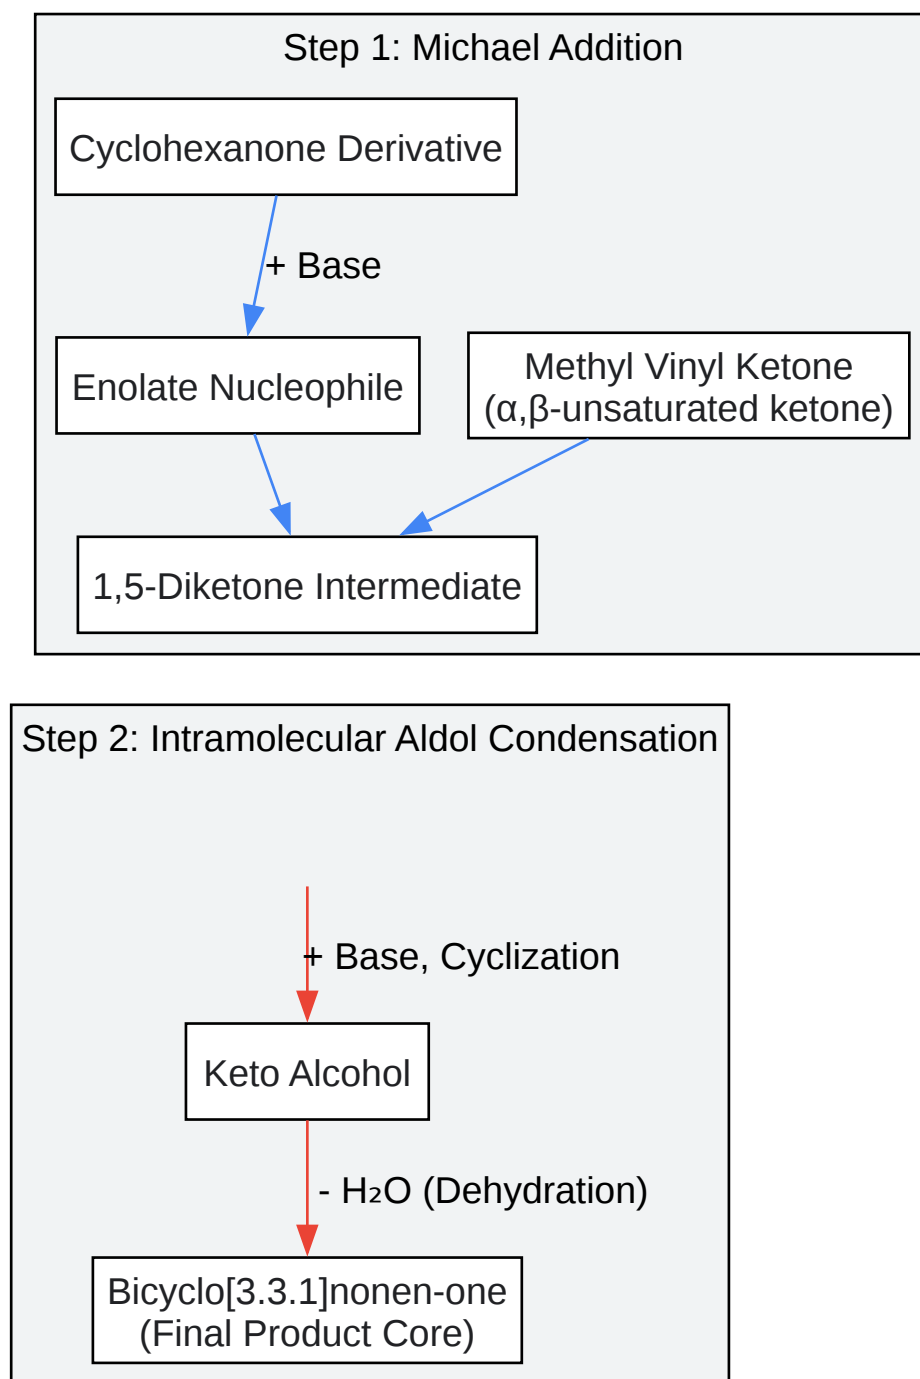 Step 1: Michael Addition
Cyclohexanone Derivative
+ Base
Enolate Nucleophile
Methyl Vinyl Ketone
(α,β-unsaturated ketone)
1,5-Diketone Intermediate
Step 2: Intramolecular Aldol Condensation
+ Base, Cyclization
Keto Alcohol
- H₂O (Dehydration)
Bicyclo[3.3.1]nonen-one
(Final Product Core)